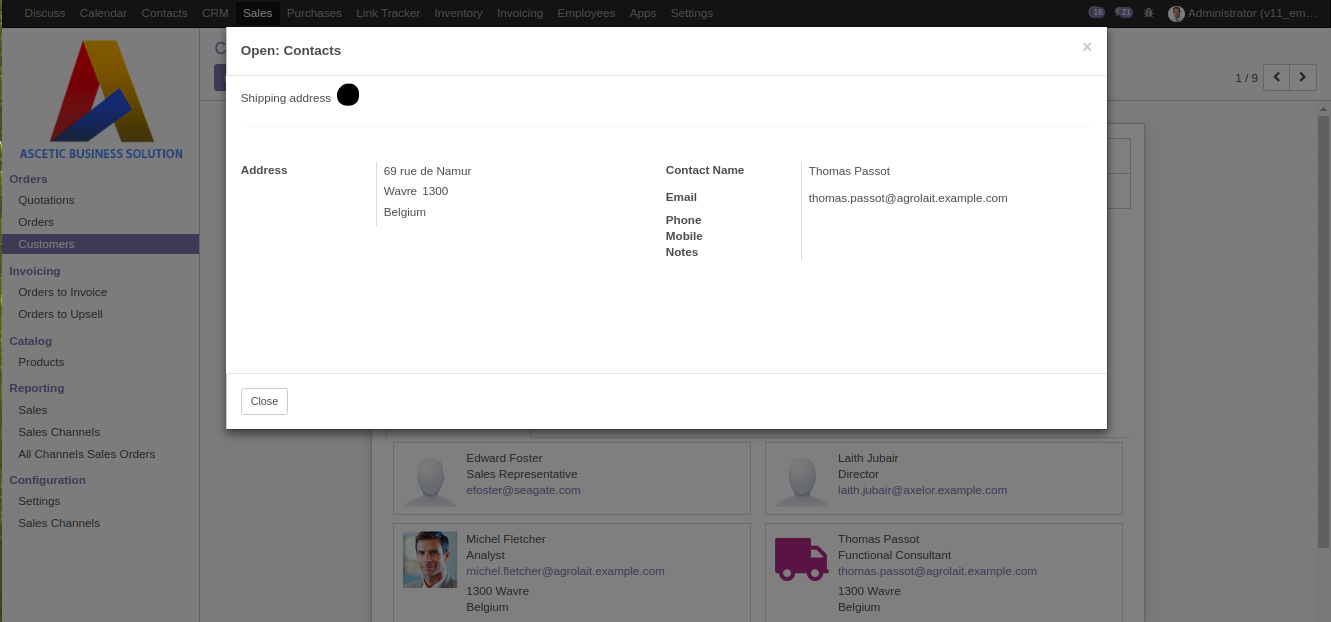 Discuss Calendar Contacts CRM Sales Purchases Link Tracker Inventory Invoicing Employees Apps Settings 16 21 Administrator (v11_em…
Open: Contacts ×
1 / 9
Shipping address
Address
69 rue de Namur
Wavre 1300
Belgium
Contact Name Thomas Passot
Email thomas.passot@agrolait.example.com
Phone
Mobile
Notes
Close
ASCETIC BUSINESS SOLUTION
Orders
Quotations
Orders
Customers
Invoicing
Orders to Invoice
Orders to Upsell
Catalog
Products
Reporting
Sales
Sales Channels
All Channels Sales Orders
Configuration
Settings
Sales Channels
Edward Foster
Sales Representative
efoster@seagate.com
Laith Jubair
Director
laith.jubair@axelor.example.com
Michel Fletcher
Analyst
michel.fletcher@agrolait.example.com
1300 Wavre
Belgium
Thomas Passot
Functional Consultant
thomas.passot@agrolait.example.com
1300 Wavre
Belgium